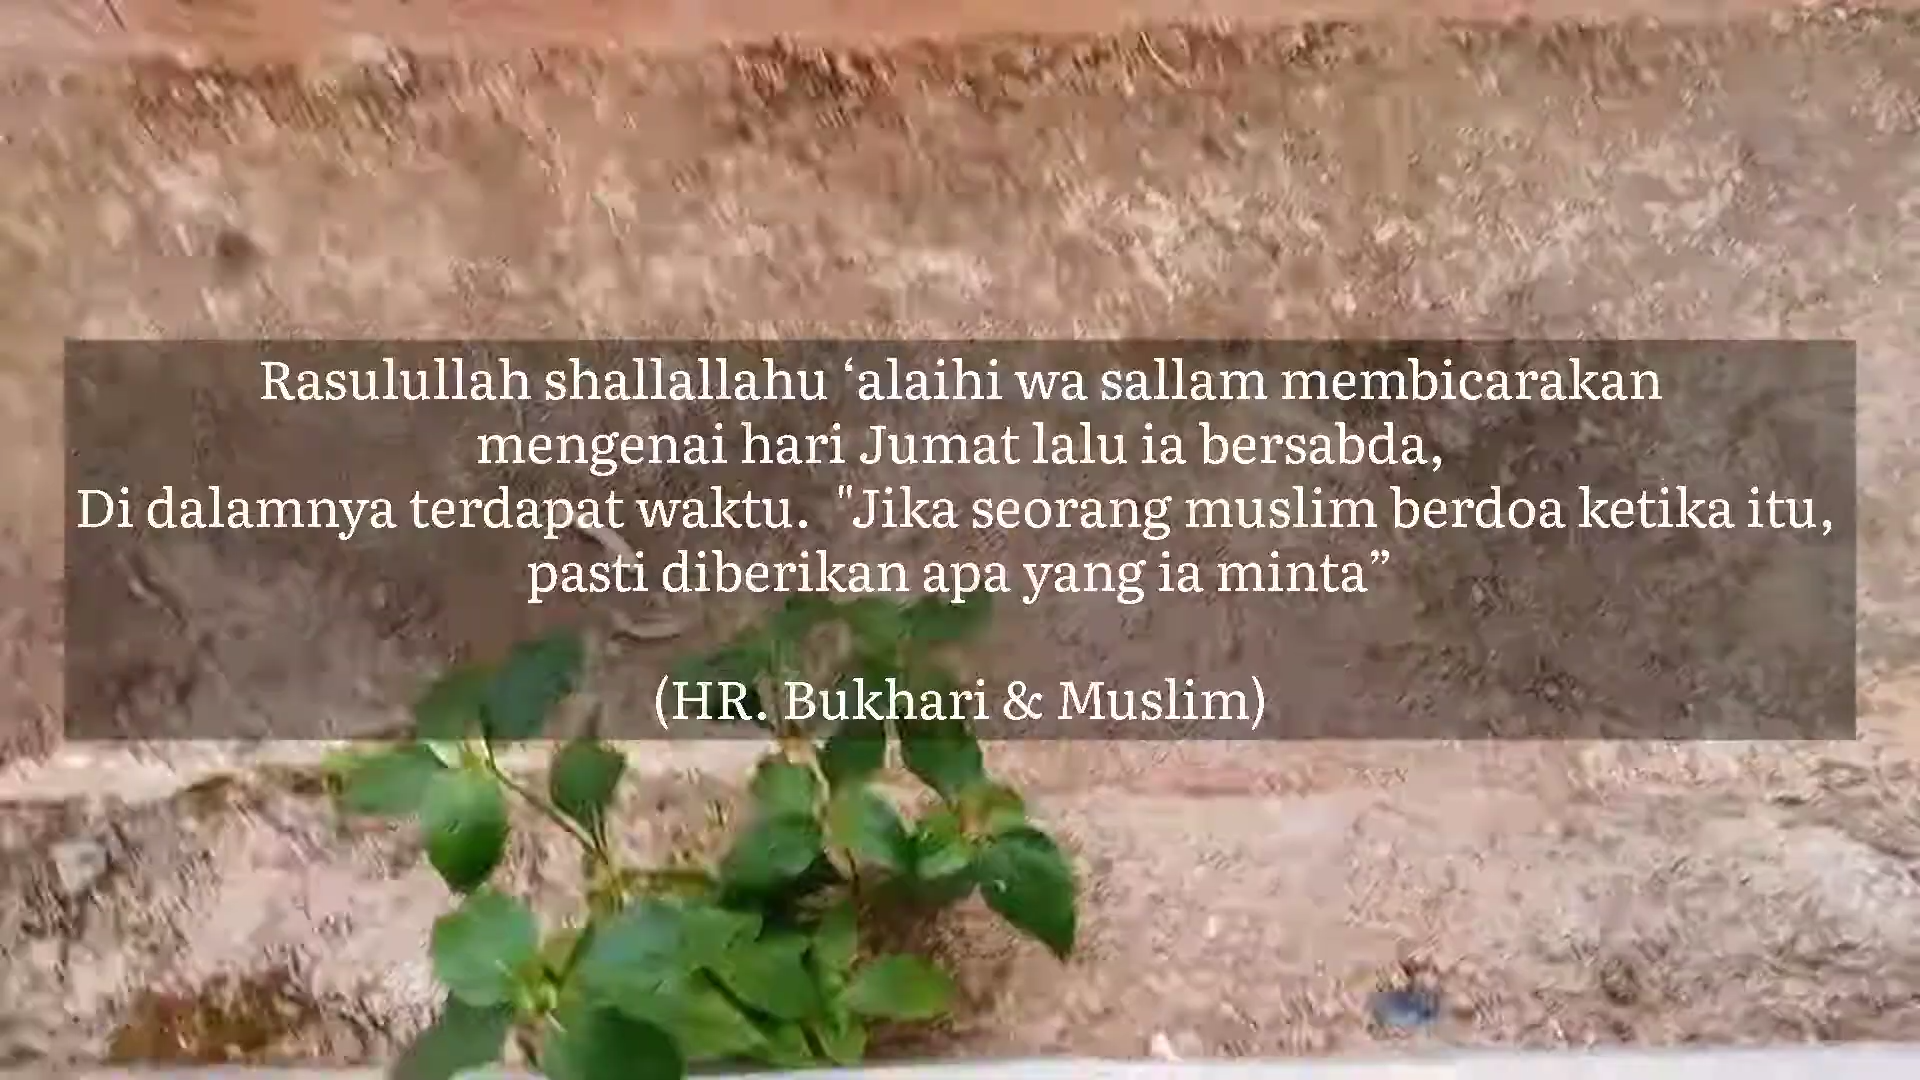 Rasulullah shallallahu ‘alaihi wa sallam membicarakan
mengenai hari Jumat lalu ia bersabda,
Di dalamnya terdapat waktu. "Jika seorang muslim berdoa ketika itu,
pasti diberikan apa yang ia minta”
(HR. Bukhari & Muslim)